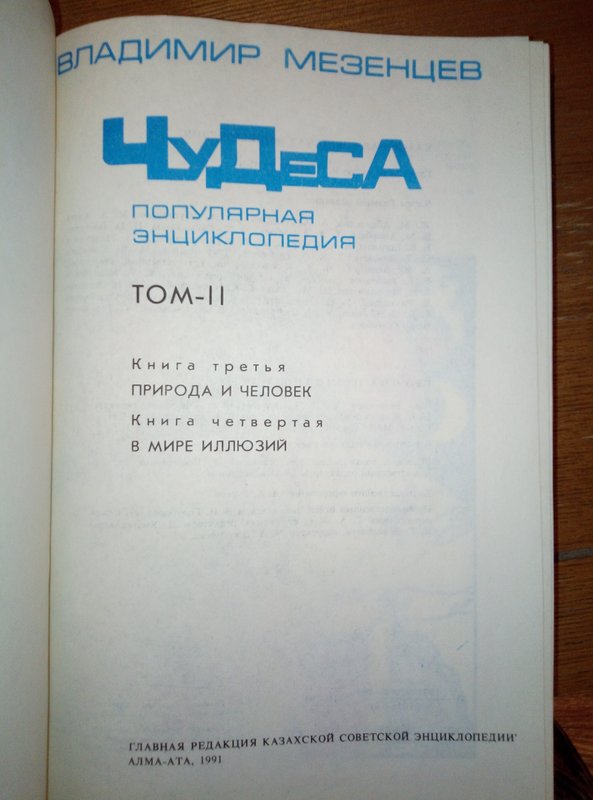 ВЛАДИМИР МЕЗЕНЦЕВ
ЧУДЕСА
ПОПУЛЯРНАЯ
ЭНЦИКЛОПЕДИЯ
ТОМ-II
Книга третья
ПРИРОДА И ЧЕЛОВЕК
Книга четвертая
В МИРЕ ИЛЛЮЗИЙ
ГЛАВНАЯ РЕДАКЦИЯ КАЗАХСКОЙ СОВЕТСКОЙ ЭНЦИКЛОПЕДИИ
АЛМА-АТА, 1991